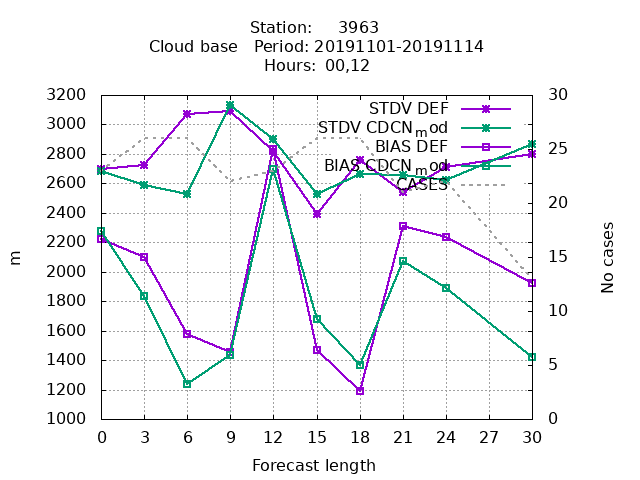 Station: 3963
Cloud base Period: 20191101-20191114
Hours: 00,12
3200
3000
2800
2600
2400
2200
2000
1800
1600
1400
1200
1000
m
30
25
20
15
10
5
0
No cases
STDV DEF
STDV CDCNmod
BIAS DEF
BIAS CDCNmod
CASES
0 3 6 9 12 15 18 21 24 27 30
Forecast length